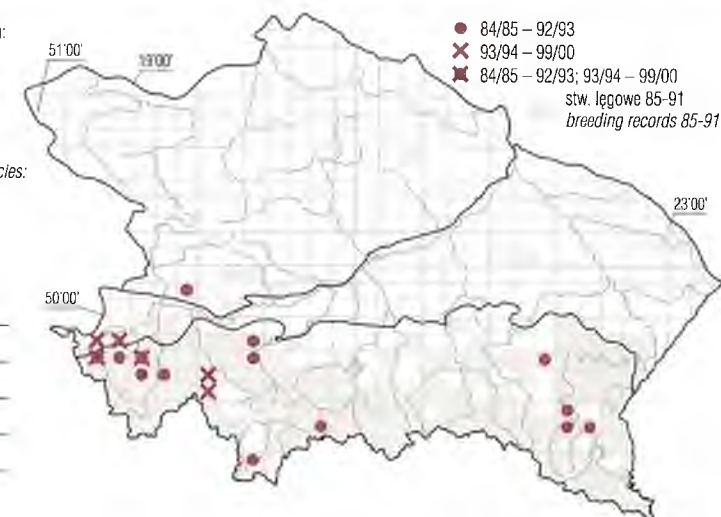 51'00'
19'00'
84/85 – 92/93
93/94 – 99/00
84/85 – 92/93; 93/94 – 99/00
stw. lęgowe 85-91
breeding records 85-91
cies:
23'00'
50'00'